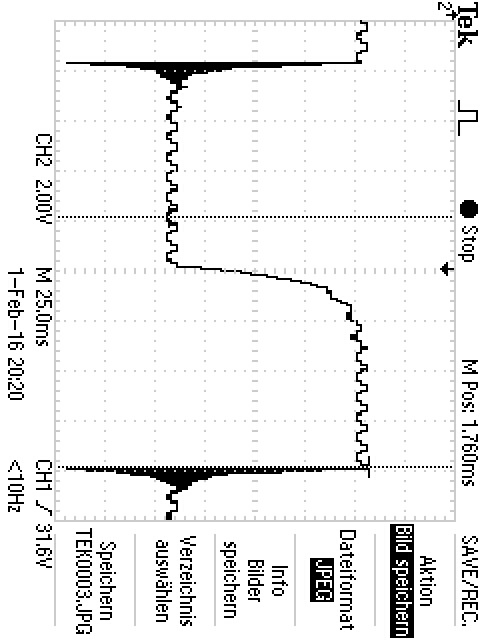 Tek
Stop
M Pos: 1.760ms
SAVE/REC.
2+
Aktion
Bild speichern
Dateiformat
JPEG
Info
Bilder
speichern
Verzeichnis
auswählen
Speichern
TEK0003.JPG
CH2 2.00V
M 25.0ms
CH1 / 31.6V
1-Feb-16 20:20
<10Hz